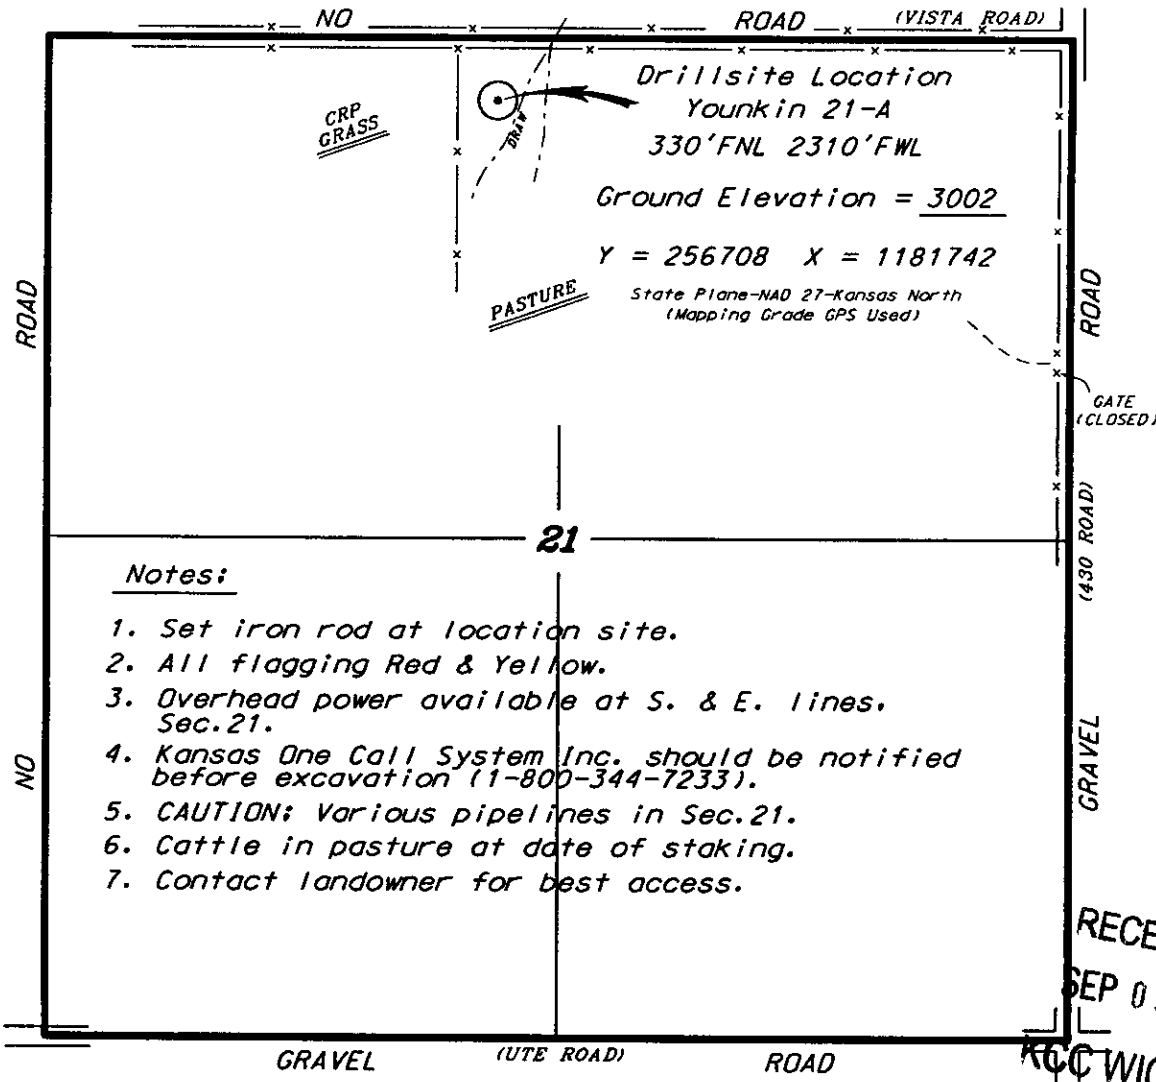 NO ROAD (VISTA ROAD)
Drillsite Location
Younkin 21-A
330'FNL 2310'FWL
CRP
GRASS
DRAW
Ground Elevation = 3002
Y = 256708 X = 1181742
State Plane-NAD 27-Kansas North
(Mapping Grade GPS Used)
PASTURE
ROAD
ROAD
GATE
(CLOSED)
(430 ROAD)
21
Notes:
1. Set iron rod at location site.
2. All flagging Red & Yellow.
3. Overhead power available at S. & E. lines.
Sec.21.
4. Kansas One Call System Inc. should be notified
before excavation (1-800-344-7233).
5. CAUTION: Various pipelines in Sec.21.
6. Cattle in pasture at date of staking.
7. Contact landowner for best access.
NO
GRAVEL
RECE
SEP 0
KCC WIC
GRAVEL (UTE ROAD) ROAD